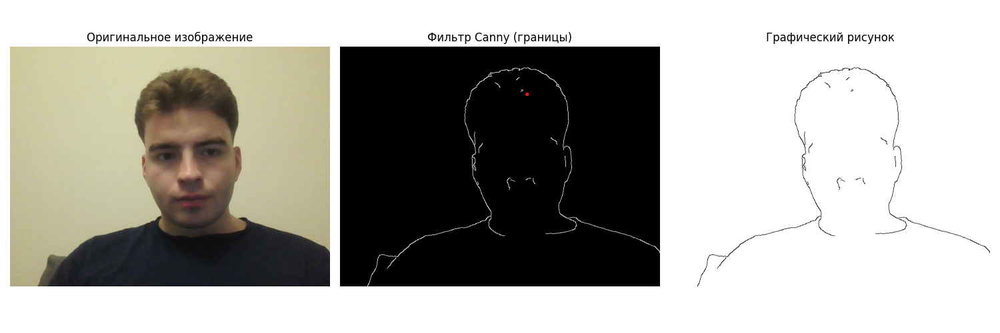 Оригинальное изображение
Фильтр Canny (границы)
Графический рисунок